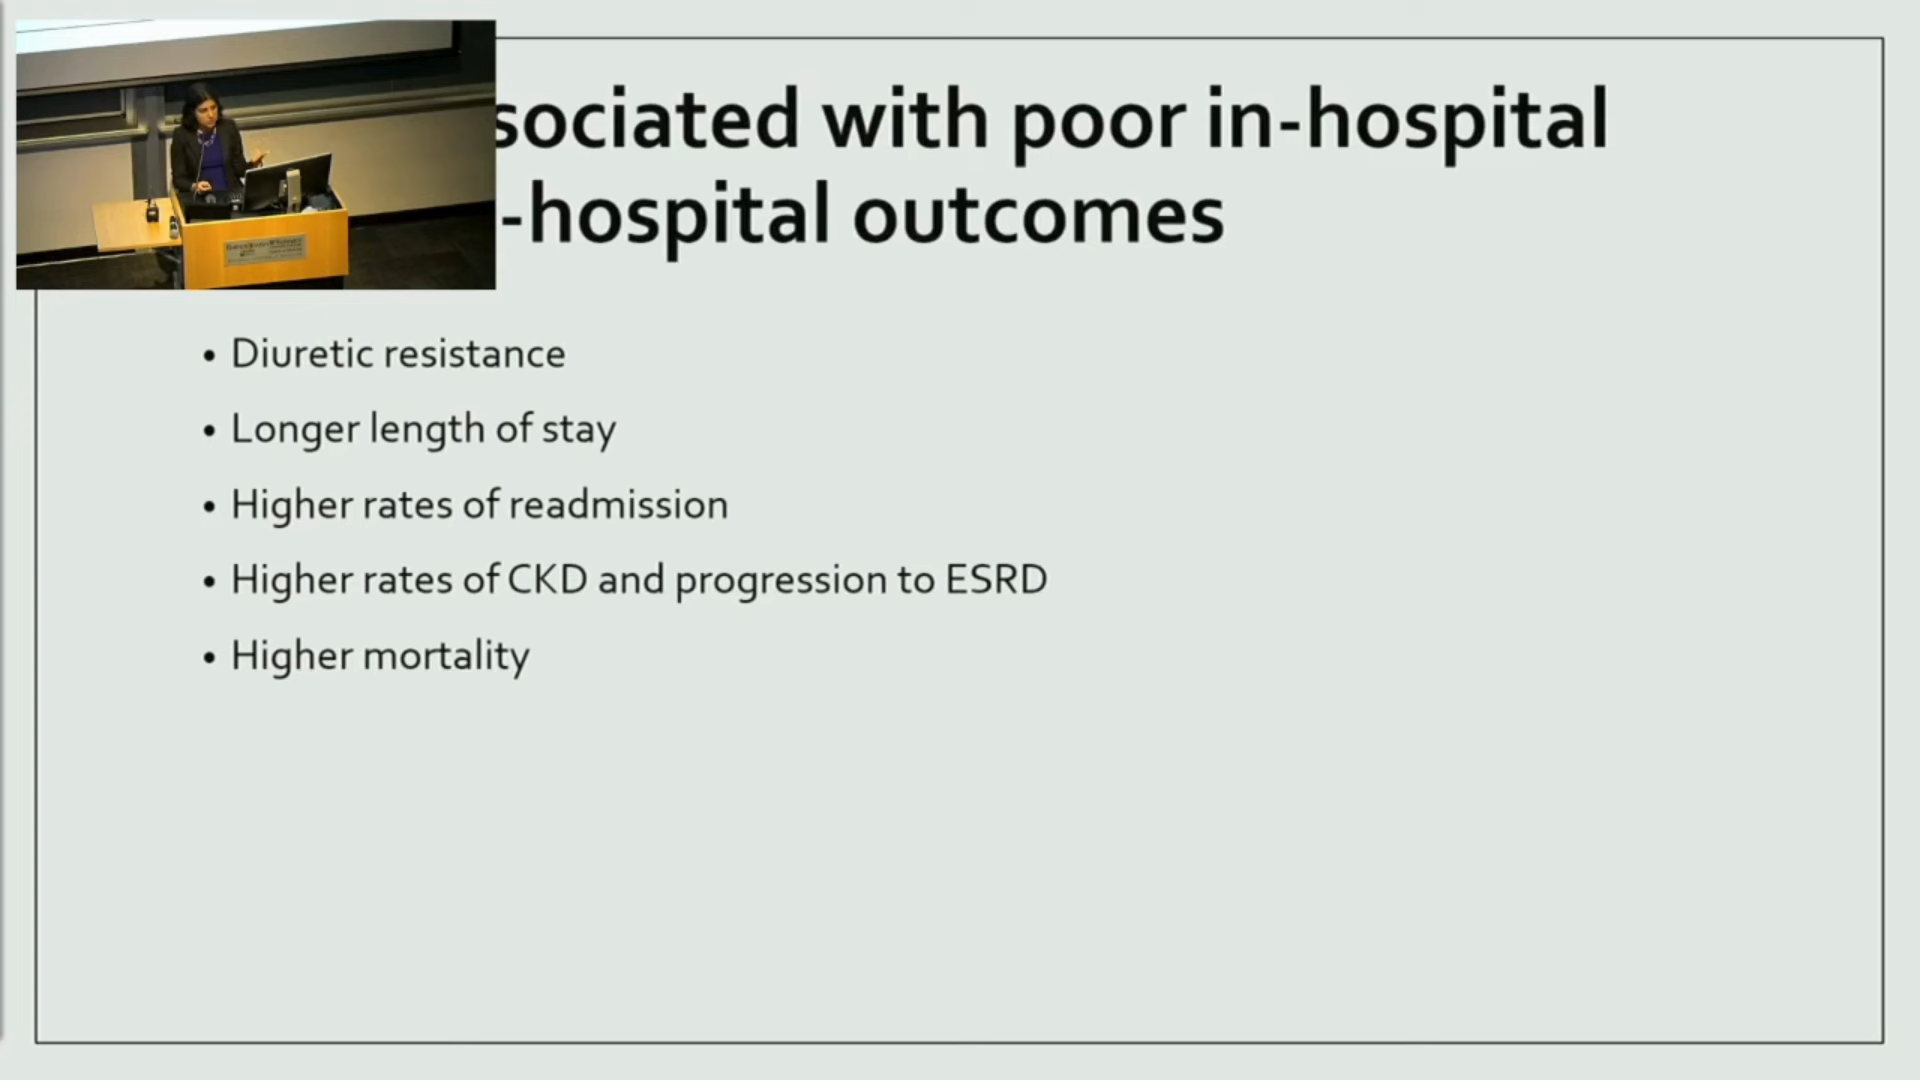 sociated with poor in-hospital
-hospital outcomes
• Diuretic resistance
• Longer length of stay
• Higher rates of readmission
• Higher rates of CKD and progression to ESRD
• Higher mortality